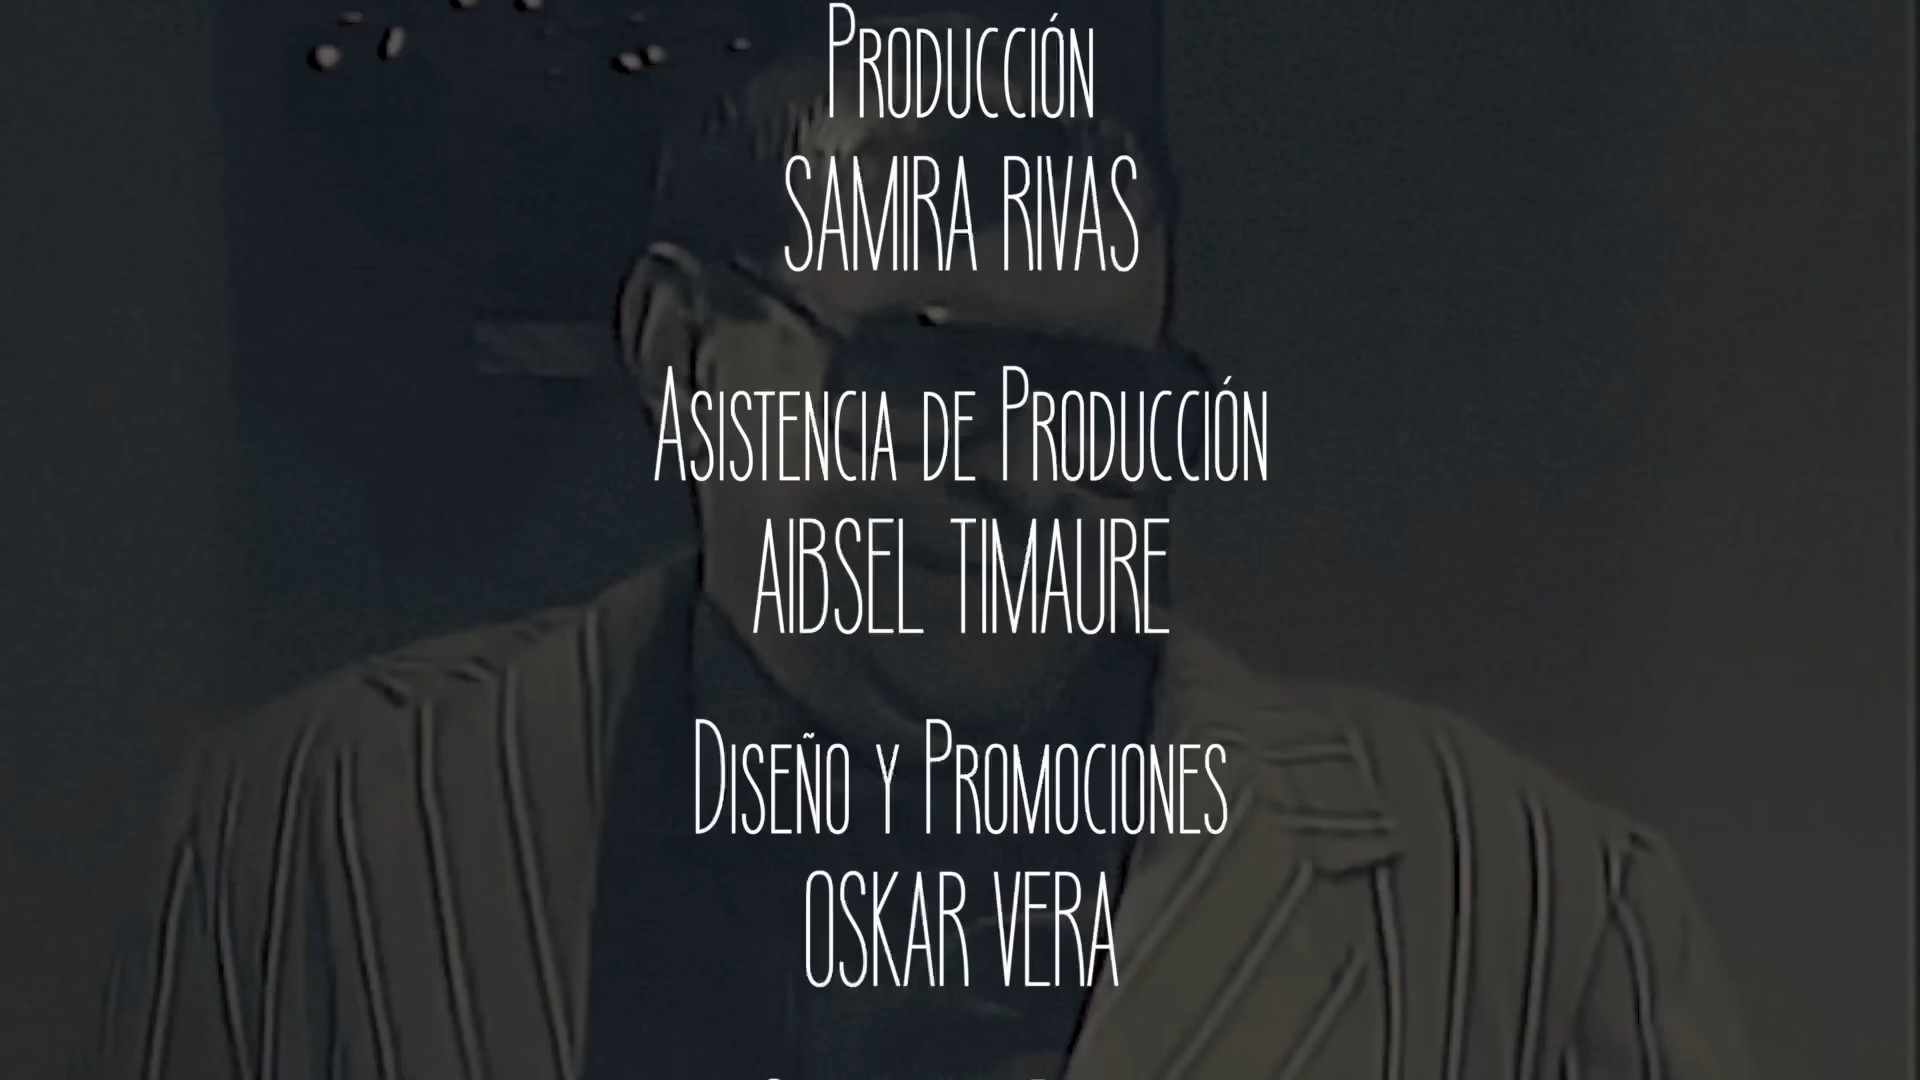 Producción
SAMIRA RIVAS
Asistencia de Producción
AIBSEL TIMAURE
Diseño y Promociones
OSKAR VERA